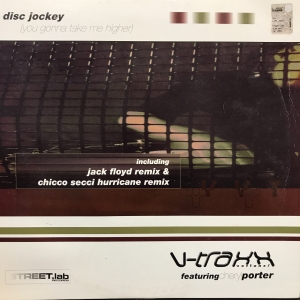 disc jockey
(you gonna take me higher)
including
jack floyd remix &
chicco secci hurricane remix
v-traxx
featuring cheryl porter
STREET.lab